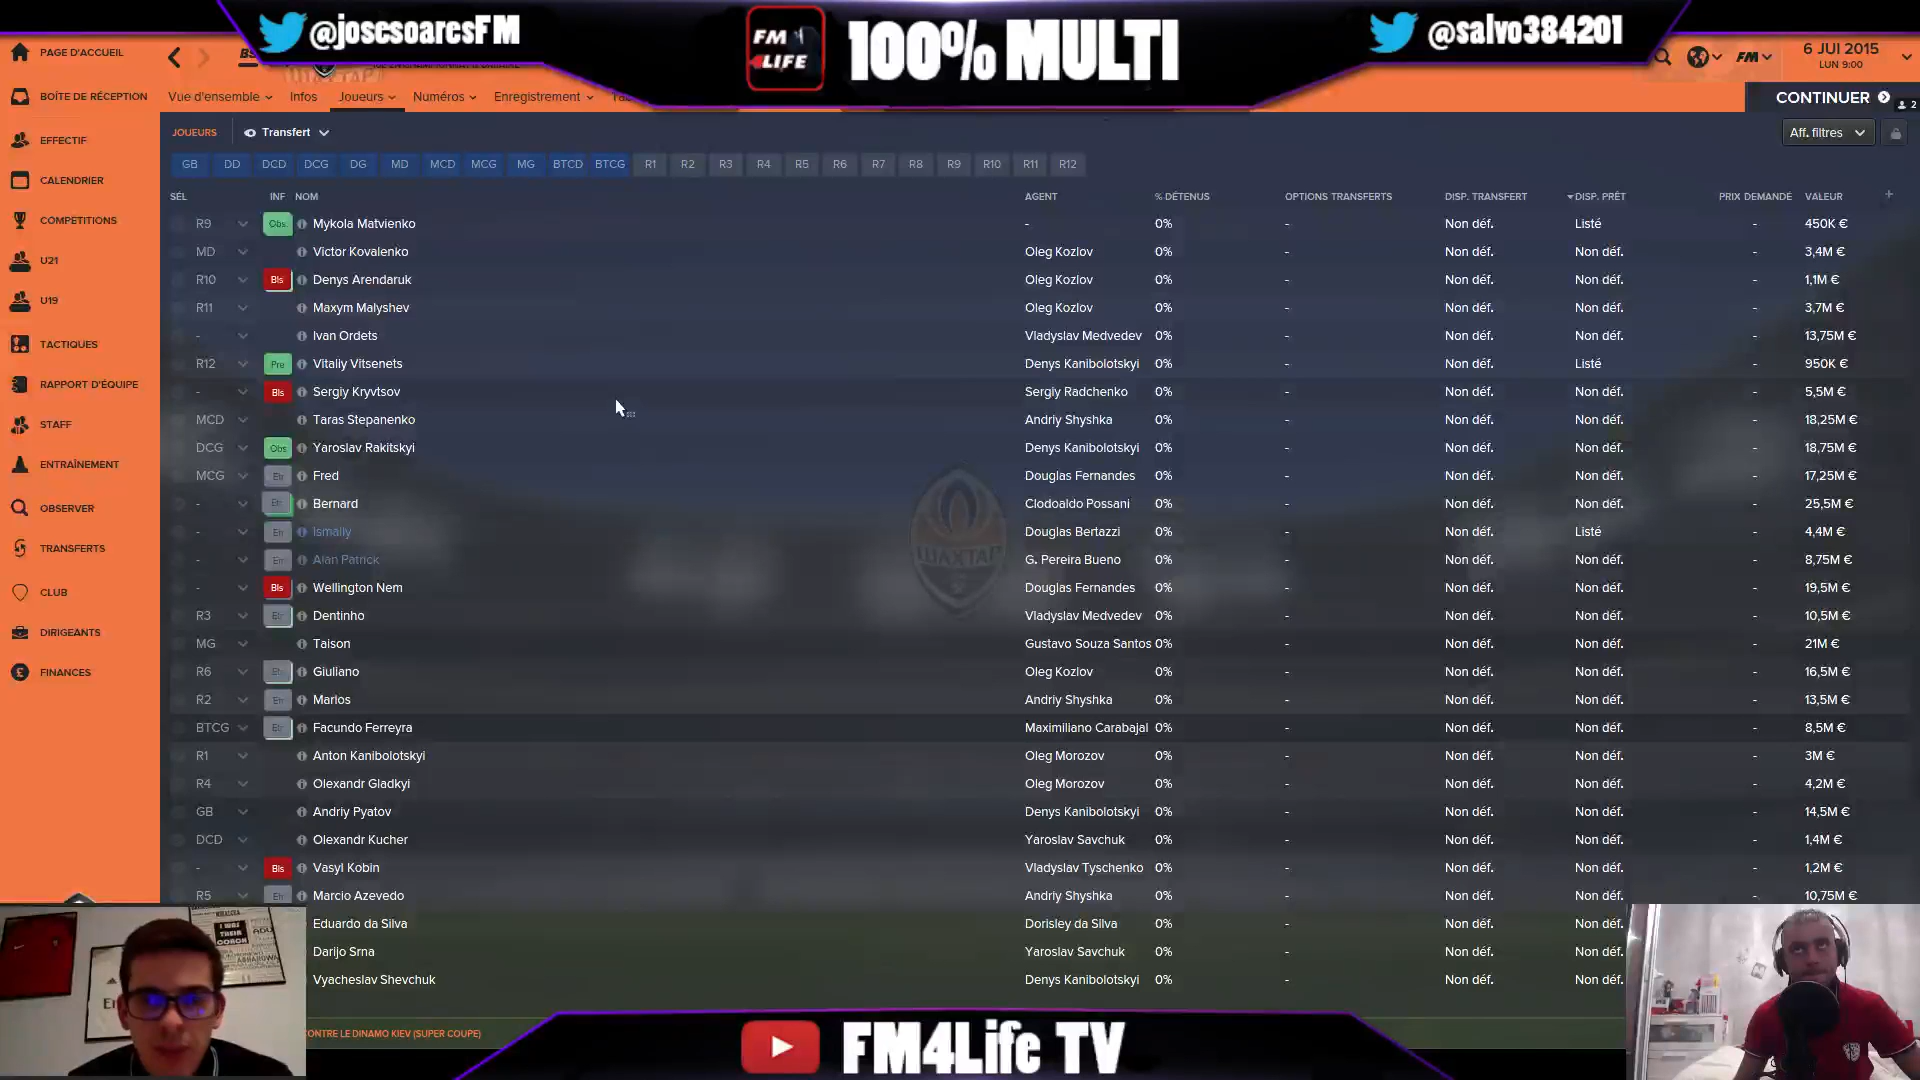 @josesoaresFM
FM 4LIFE
100% MULTI
@salvo384201
PAGE D'ACCUEIL
6 JUI 2015
LUN 9:00
FM
BOÎTE DE RÉCEPTION
Vue d'ensemble Infos Joueurs Numéros Enregistrement
CONTINUER
2
JOUEURS Transfert
Aff. filtres
EFFECTIF
GB DD DCD DCG DG MD MCD MCG MG BTCD BTCG R1 R2 R3 R4 R5 R6 R7 R8 R9 R10 R11 R12
CALENDRIER
SÉL INF NOM AGENT % DÉTENUS OPTIONS TRANSFERTS DISP. TRANSFERT DISP. PRÊT PRIX DEMANDÉ VALEUR +
COMPÉTITIONS
U21
U19
TACTIQUES
RAPPORT D'ÉQUIPE
STAFF
ENTRAÎNEMENT
OBSERVER
TRANSFERTS
CLUB
DIRIGEANTS
FINANCES
R9 Obs. Mykola Matvienko - 0% - Non déf. Listé - 450K €
MD Victor Kovalenko Oleg Kozlov 0% - Non déf. Non déf. - 3,4M €
R10 Bls Denys Arendaruk Oleg Kozlov 0% - Non déf. Non déf. - 1,1M €
R11 Maxym Malyshev Oleg Kozlov 0% - Non déf. Non déf. - 3,7M €
- Ivan Ordets Vladyslav Medvedev 0% - Non déf. Non déf. - 13,75M €
R12 Pre Vitaliy Vitsenets Denys Kanibolotskyi 0% - Non déf. Listé - 950K €
- Bls Sergiy Kryvtsov Sergiy Radchenko 0% - Non déf. Non déf. - 5,5M €
MCD Taras Stepanenko Andriy Shyshka 0% - Non déf. Non déf. - 18,25M €
DCG Obs Yaroslav Rakitskyi Denys Kanibolotskyi 0% - Non déf. Non déf. - 18,75M €
MCG Etr Fred Douglas Fernandes 0% - Non déf. Non déf. - 17,25M €
- Etr Bernard Clodoaldo Possani 0% - Non déf. Non déf. - 25,5M €
- Etr Ismaily Douglas Bertazzi 0% - Non déf. Listé - 4,4M €
- Etr Alan Patrick G. Pereira Bueno 0% - Non déf. Non déf. - 8,75M €
- Bls Wellington Nem Douglas Fernandes 0% - Non déf. Non déf. - 19,5M €
R3 Etr Dentinho Vladyslav Medvedev 0% - Non déf. Non déf. - 10,5M €
MG Taison Gustavo Souza Santos 0% - Non déf. Non déf. - 21M €
R6 Etr Giuliano Oleg Kozlov 0% - Non déf. Non déf. - 16,5M €
R2 Etr Marlos Andriy Shyshka 0% - Non déf. Non déf. - 13,5M €
BTCG Etr Facundo Ferreyra Maximiliano Carabajal 0% - Non déf. Non déf. - 8,5M €
R1 Anton Kanibolotskyi Oleg Morozov 0% - Non déf. Non déf. - 3M €
R4 Olexandr Gladkyi Oleg Morozov 0% - Non déf. Non déf. - 4,2M €
GB Andriy Pyatov Denys Kanibolotskyi 0% - Non déf. Non déf. - 14,5M €
DCD Olexandr Kucher Yaroslav Savchuk 0% - Non déf. Non déf. - 1,4M €
- Bls Vasyl Kobin Vladyslav Tyschenko 0% - Non déf. Non déf. - 1,2M €
R5 Etr Marcio Azevedo Andriy Shyshka 0% - Non déf. Non déf. - 10,75M €
Eduardo da Silva Dorisley da Silva 0% - Non déf. Non déf.
Darijo Srna Yaroslav Savchuk 0% - Non déf. Non déf.
Vyacheslav Shevchuk Denys Kanibolotskyi 0% - Non déf. Non déf.
ШАХТАР
I WAS THEIR COACH
ONTRE LE DINAMO KIEV (SUPER COUPE)
FM4Life TV